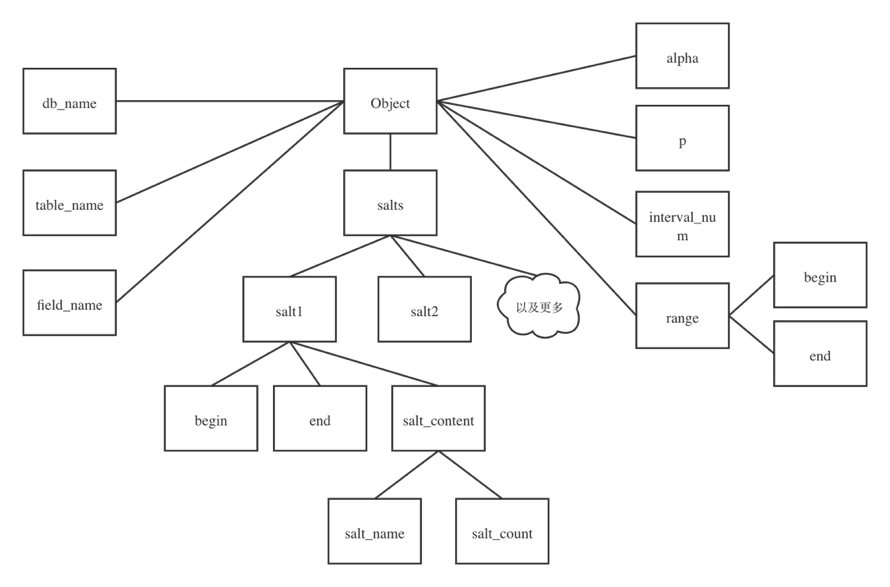 alpha
db_name
Object
p
table_name
salts
interval_nu
m
begin
field_name
salt1
salt2
以及更多
range
end
begin
end
salt_content
salt_name
salt_count